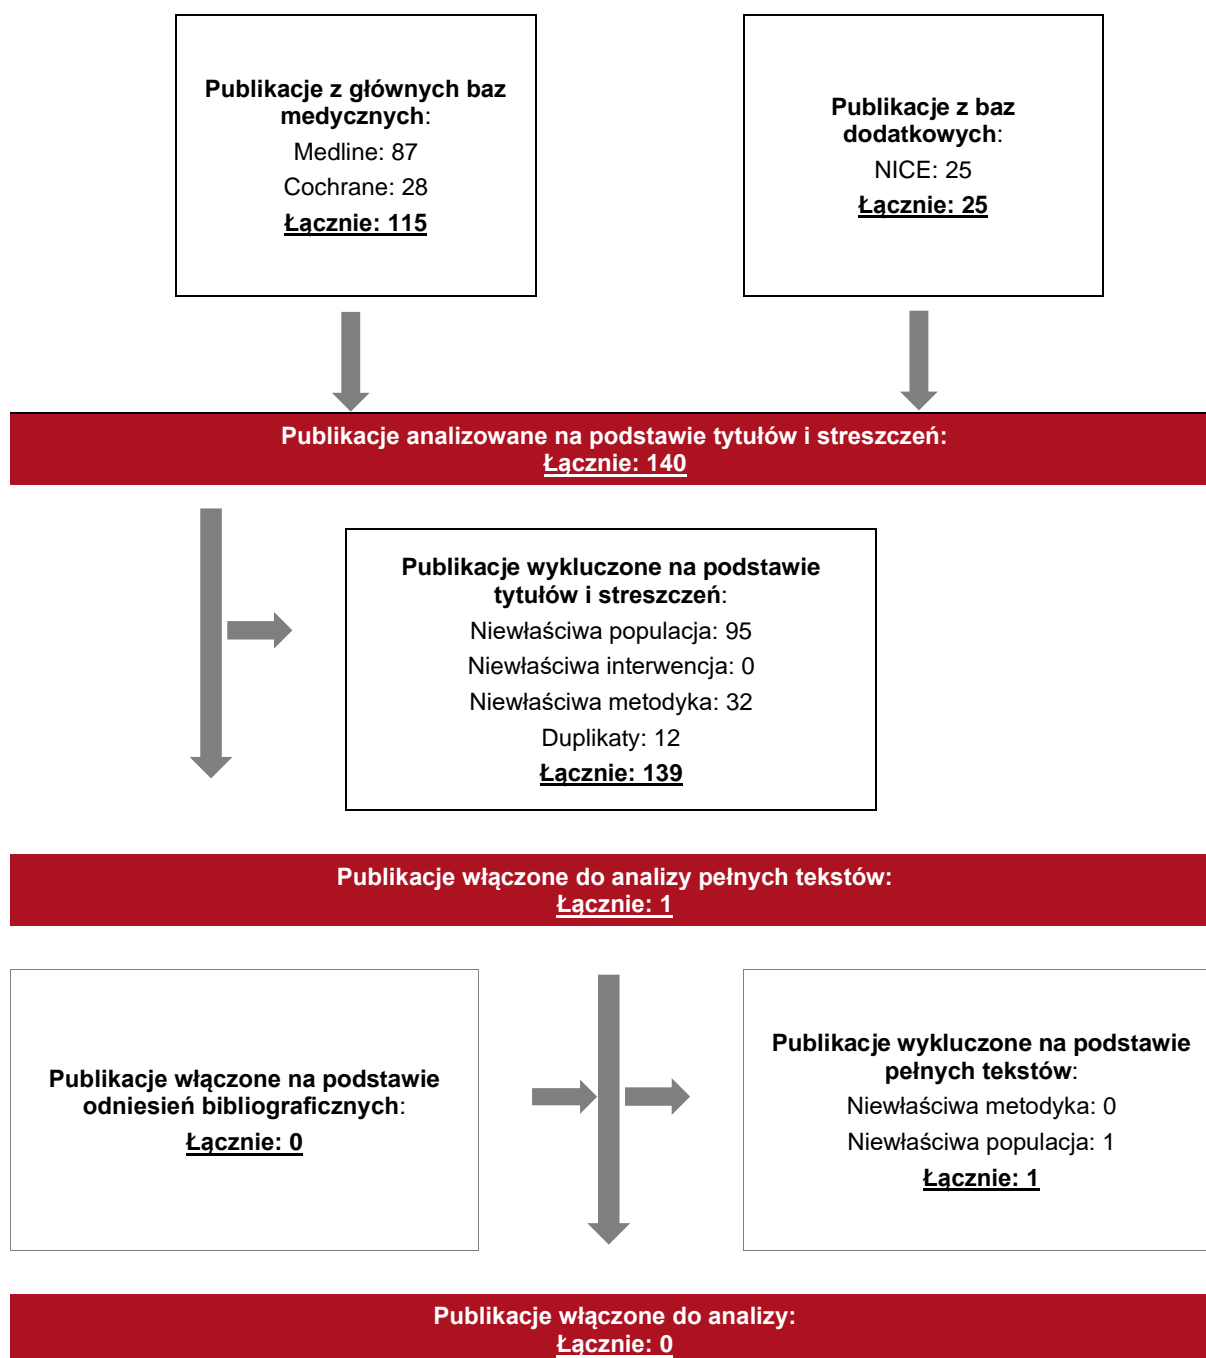 Publikacje z głównych baz
medycznych:
Medline: 87
Cochrane: 28
Łącznie: 115
Publikacje z baz
dodatkowych:
NICE: 25
Łącznie: 25
Publikacje analizowane na podstawie tytułów i streszczeń:
Łącznie: 140
Publikacje wykluczone na podstawie
tytułów i streszczeń:
Niewłaściwa populacja: 95
Niewłaściwa interwencja: 0
Niewłaściwa metodyka: 32
Duplikaty: 12
Łącznie: 139
Publikacje włączone do analizy pełnych tekstów:
Łącznie: 1
Publikacje włączone na podstawie
odniesień bibliograficznych:
Łącznie: 0
Publikacje wykluczone na podstawie
pełnych tekstów:
Niewłaściwa metodyka: 0
Niewłaściwa populacja: 1
Łącznie: 1
Publikacje włączone do analizy:
Łącznie: 0